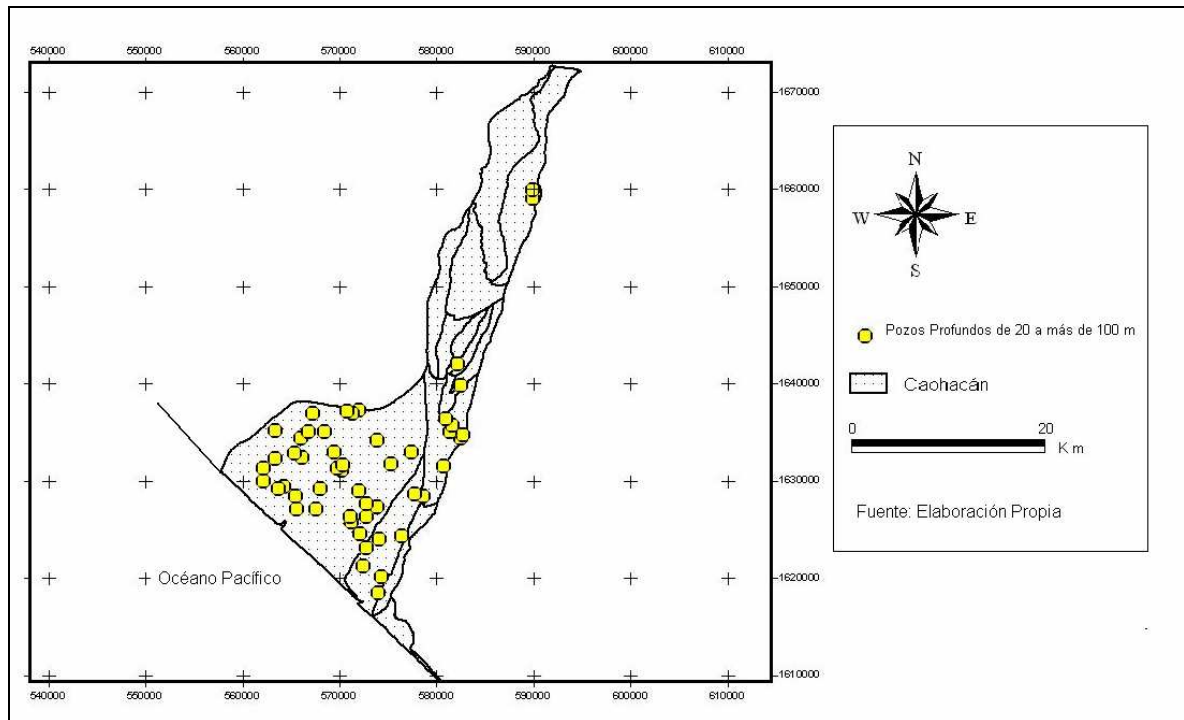 540000 550000 560000 570000 580000 590000 600000 610000
1670000
1660000
1650000
1640000
1630000
1620000
1610000
Océano Pacífico
540000 550000 560000 570000 580000 590000 600000 610000
N
W E
S
Pozos Profundos de 20 a más de 100 m
Caohacán
0 20
Km
Fuente: Elaboración Propia